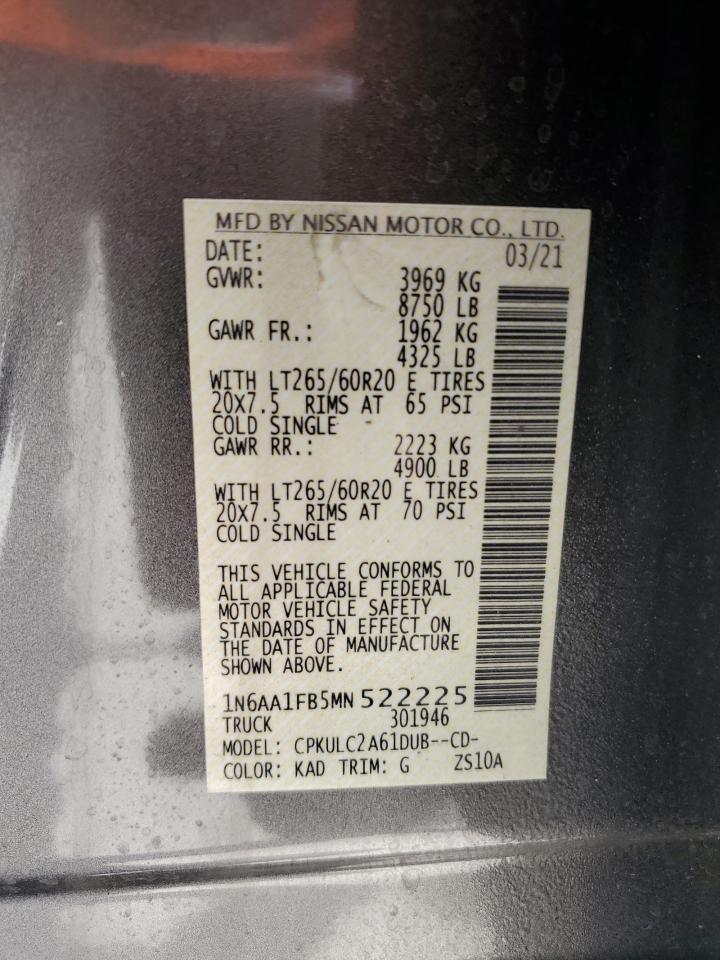 MFD BY NISSAN MOTOR CO., LTD.
DATE: 03/21
GVWR: 3969 KG
8750 LB
GAWR FR.: 1962 KG
4325 LB
WITH LT265/60R20 E TIRES
20X7.5 RIMS AT 65 PSI
COLD SINGLE
GAWR RR.: 2223 KG
4900 LB
WITH LT265/60R20 E TIRES
20X7.5 RIMS AT 70 PSI
COLD SINGLE
THIS VEHICLE CONFORMS TO
ALL APPLICABLE FEDERAL
MOTOR VEHICLE SAFETY
STANDARDS IN EFFECT ON
THE DATE OF MANUFACTURE
SHOWN ABOVE.
1N6AA1FB5MN522225
TRUCK 301946
MODEL: CPKULC2A61DUB--CD-
COLOR: KAD TRIM: G ZS10A